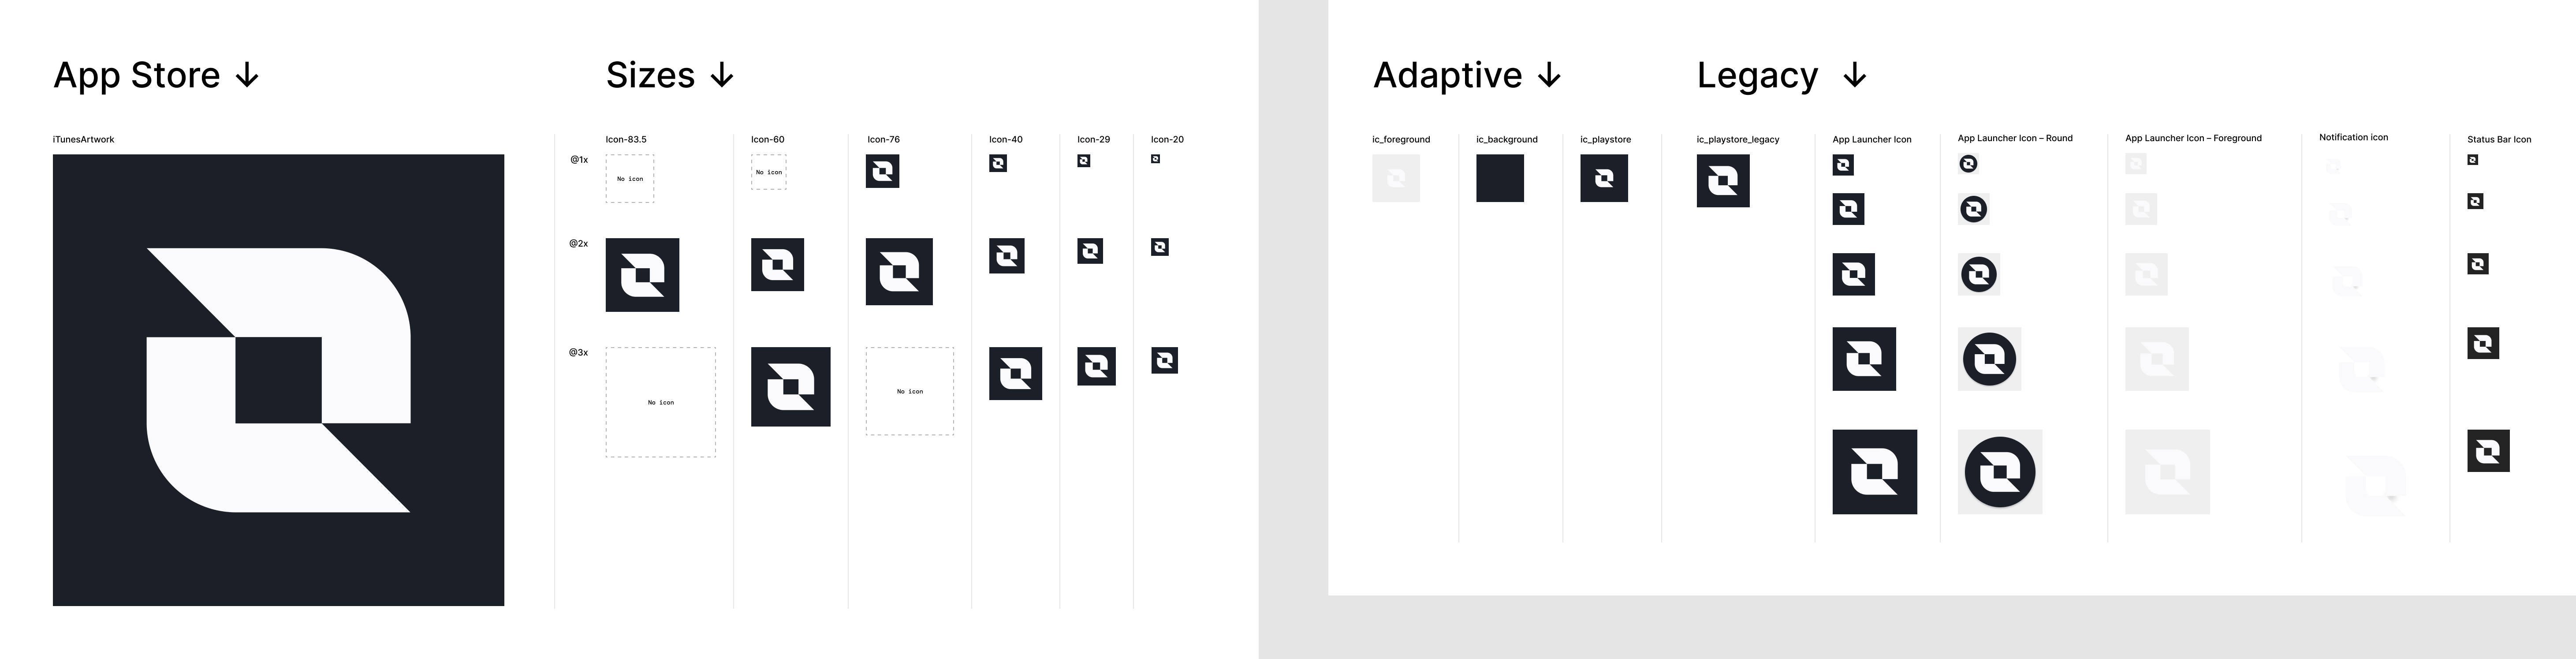 App Store ↓
Sizes ↓
iTunesArtwork
Icon-83.5
Icon-60
Icon-76
Icon-40
Icon-29
Icon-20
@1x
No icon
No icon
@2x
@3x
No icon
No icon
Adaptive ↓
Legacy ↓
ic_foreground
ic_background
ic_playstore
ic_playstore_legacy
App Launcher Icon
App Launcher Icon – Round
App Launcher Icon – Foreground
Notification icon
Status Bar Icon